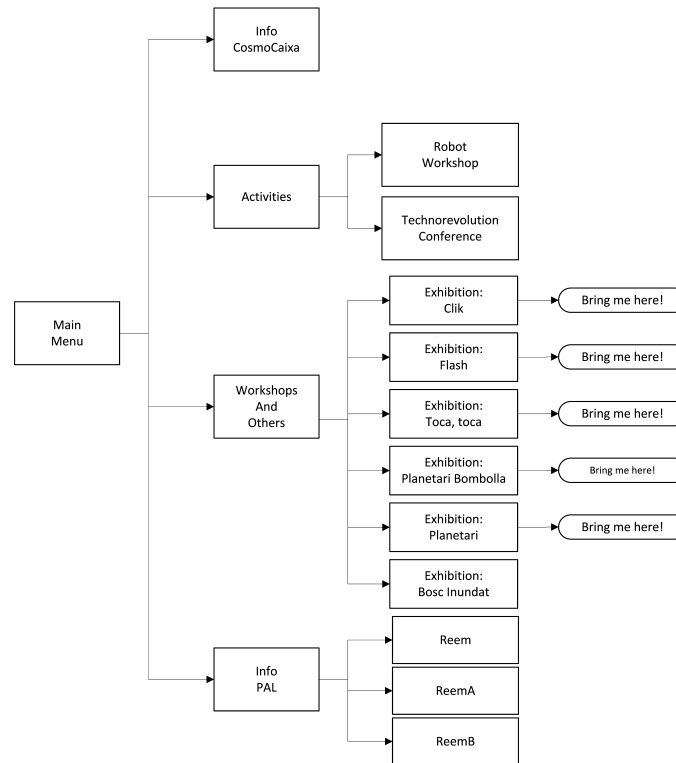 Info
CosmoCaixa
Robot
Workshop
Activities
Technorevolution
Conference
Main
Menu
Exhibition:
Clik
Bring me here!
Exhibition:
Flash
Bring me here!
Workshops
And
Others
Exhibition:
Toca, toca
Bring me here!
Exhibition:
Planetari Bombolla
Bring me here!
Exhibition:
Planetari
Bring me here!
Exhibition:
Bosc Inundat
Info
PAL
Reem
ReemA
ReemB